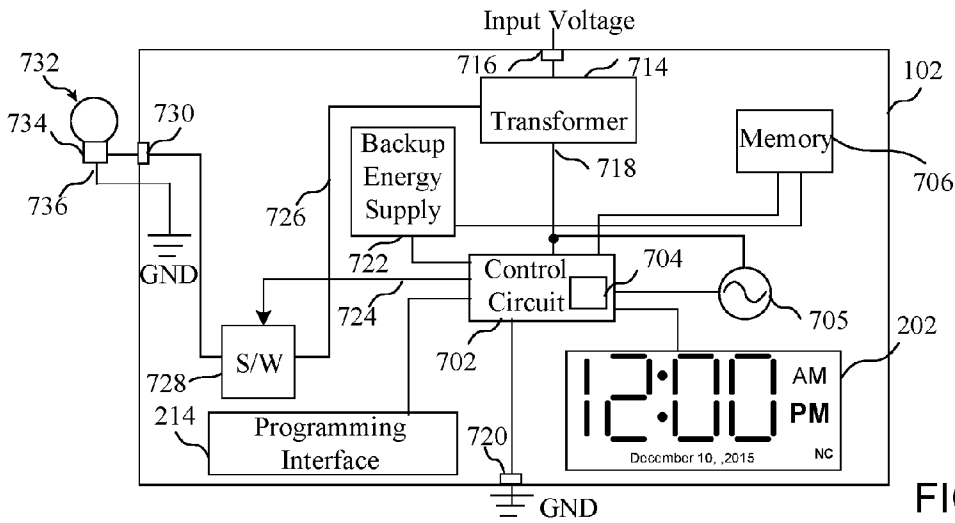 Input Voltage
716
714
732
102
734
730
Transformer
Memory
Backup
Energy
Supply
718
706
736
726
722
GND
Control
Circuit
704
724
705
702
202
S/W
728
12:00
AM
PM
214
Programming
Interface
720
December 10, ,2015
NC
GND
FIG